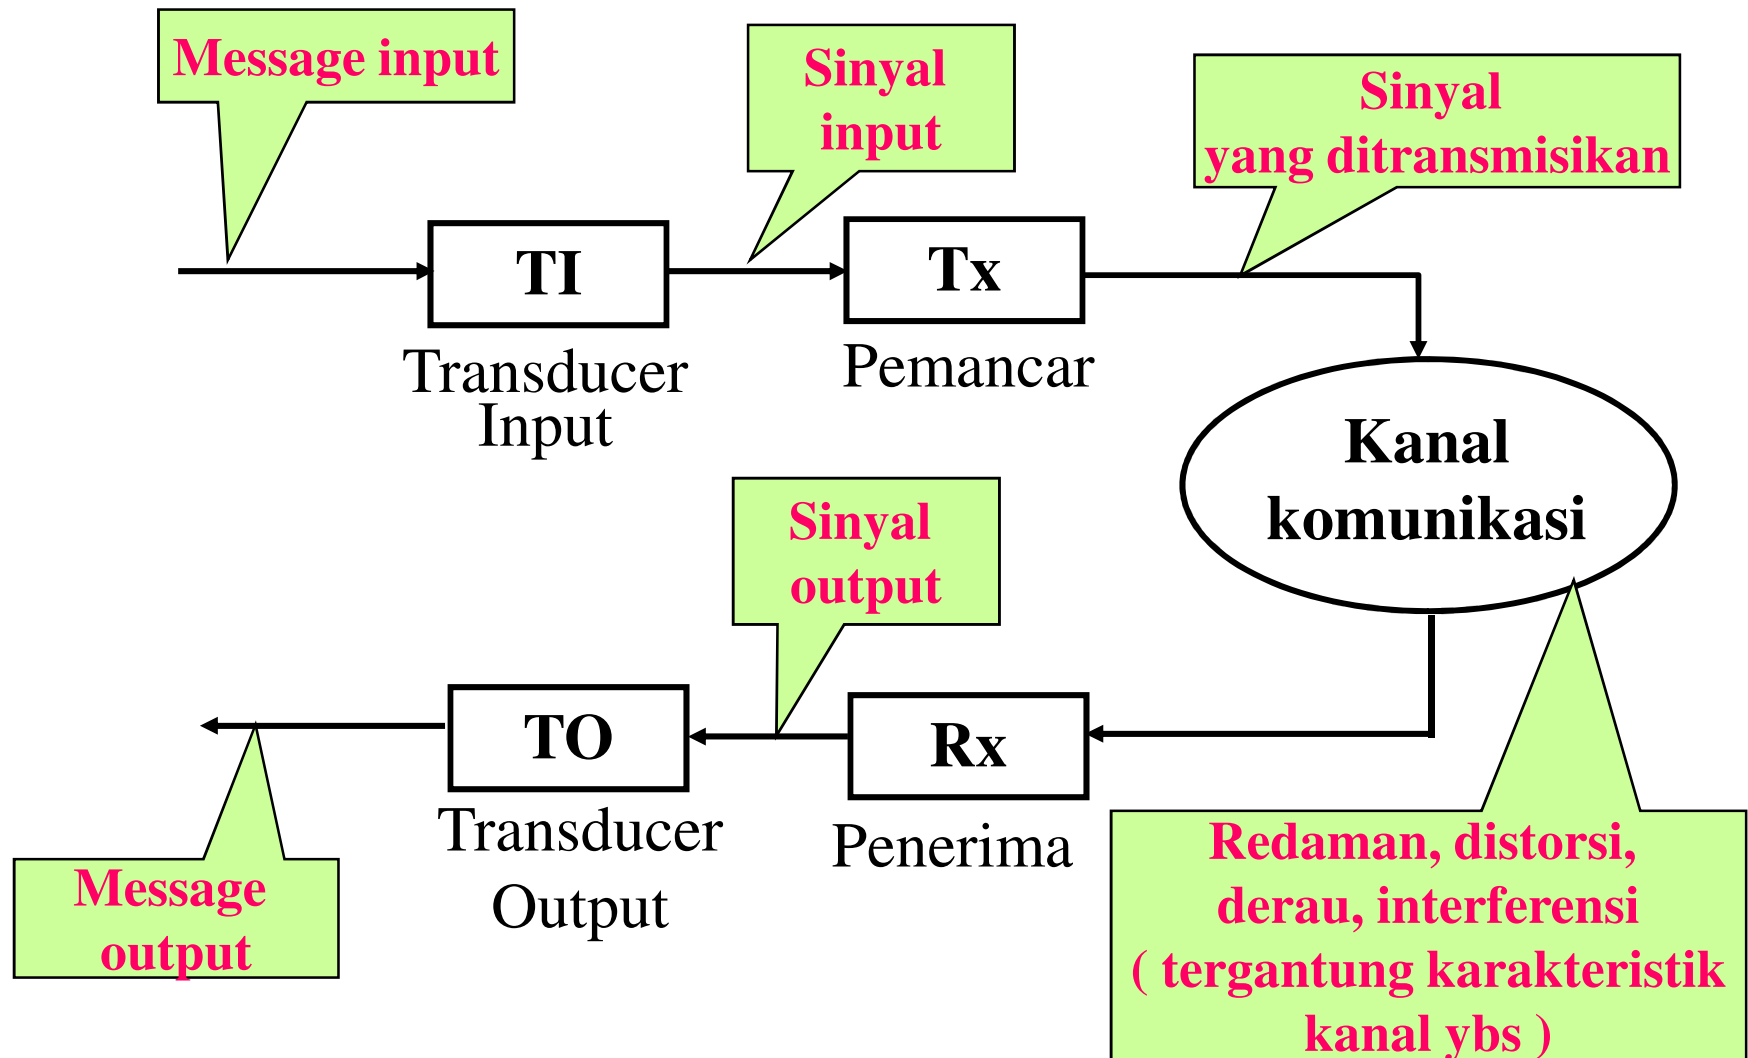 Message input
Sinyal
input
Sinyal
yang ditransmisikan
TI
Transducer
Input
Tx
Pemancar
Kanal
komunikasi
Sinyal
output
TO
Transducer
Output
Rx
Penerima
Message
output
Redaman, distorsi,
derau, interferensi
( tergantung karakteristik
kanal ybs )